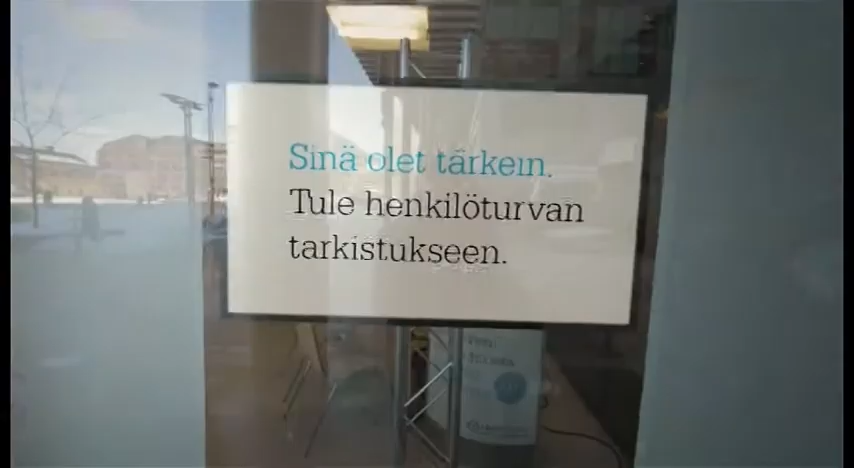 Sinä olet tärkein.
Tule henkilöturvan
tarkistukseen.